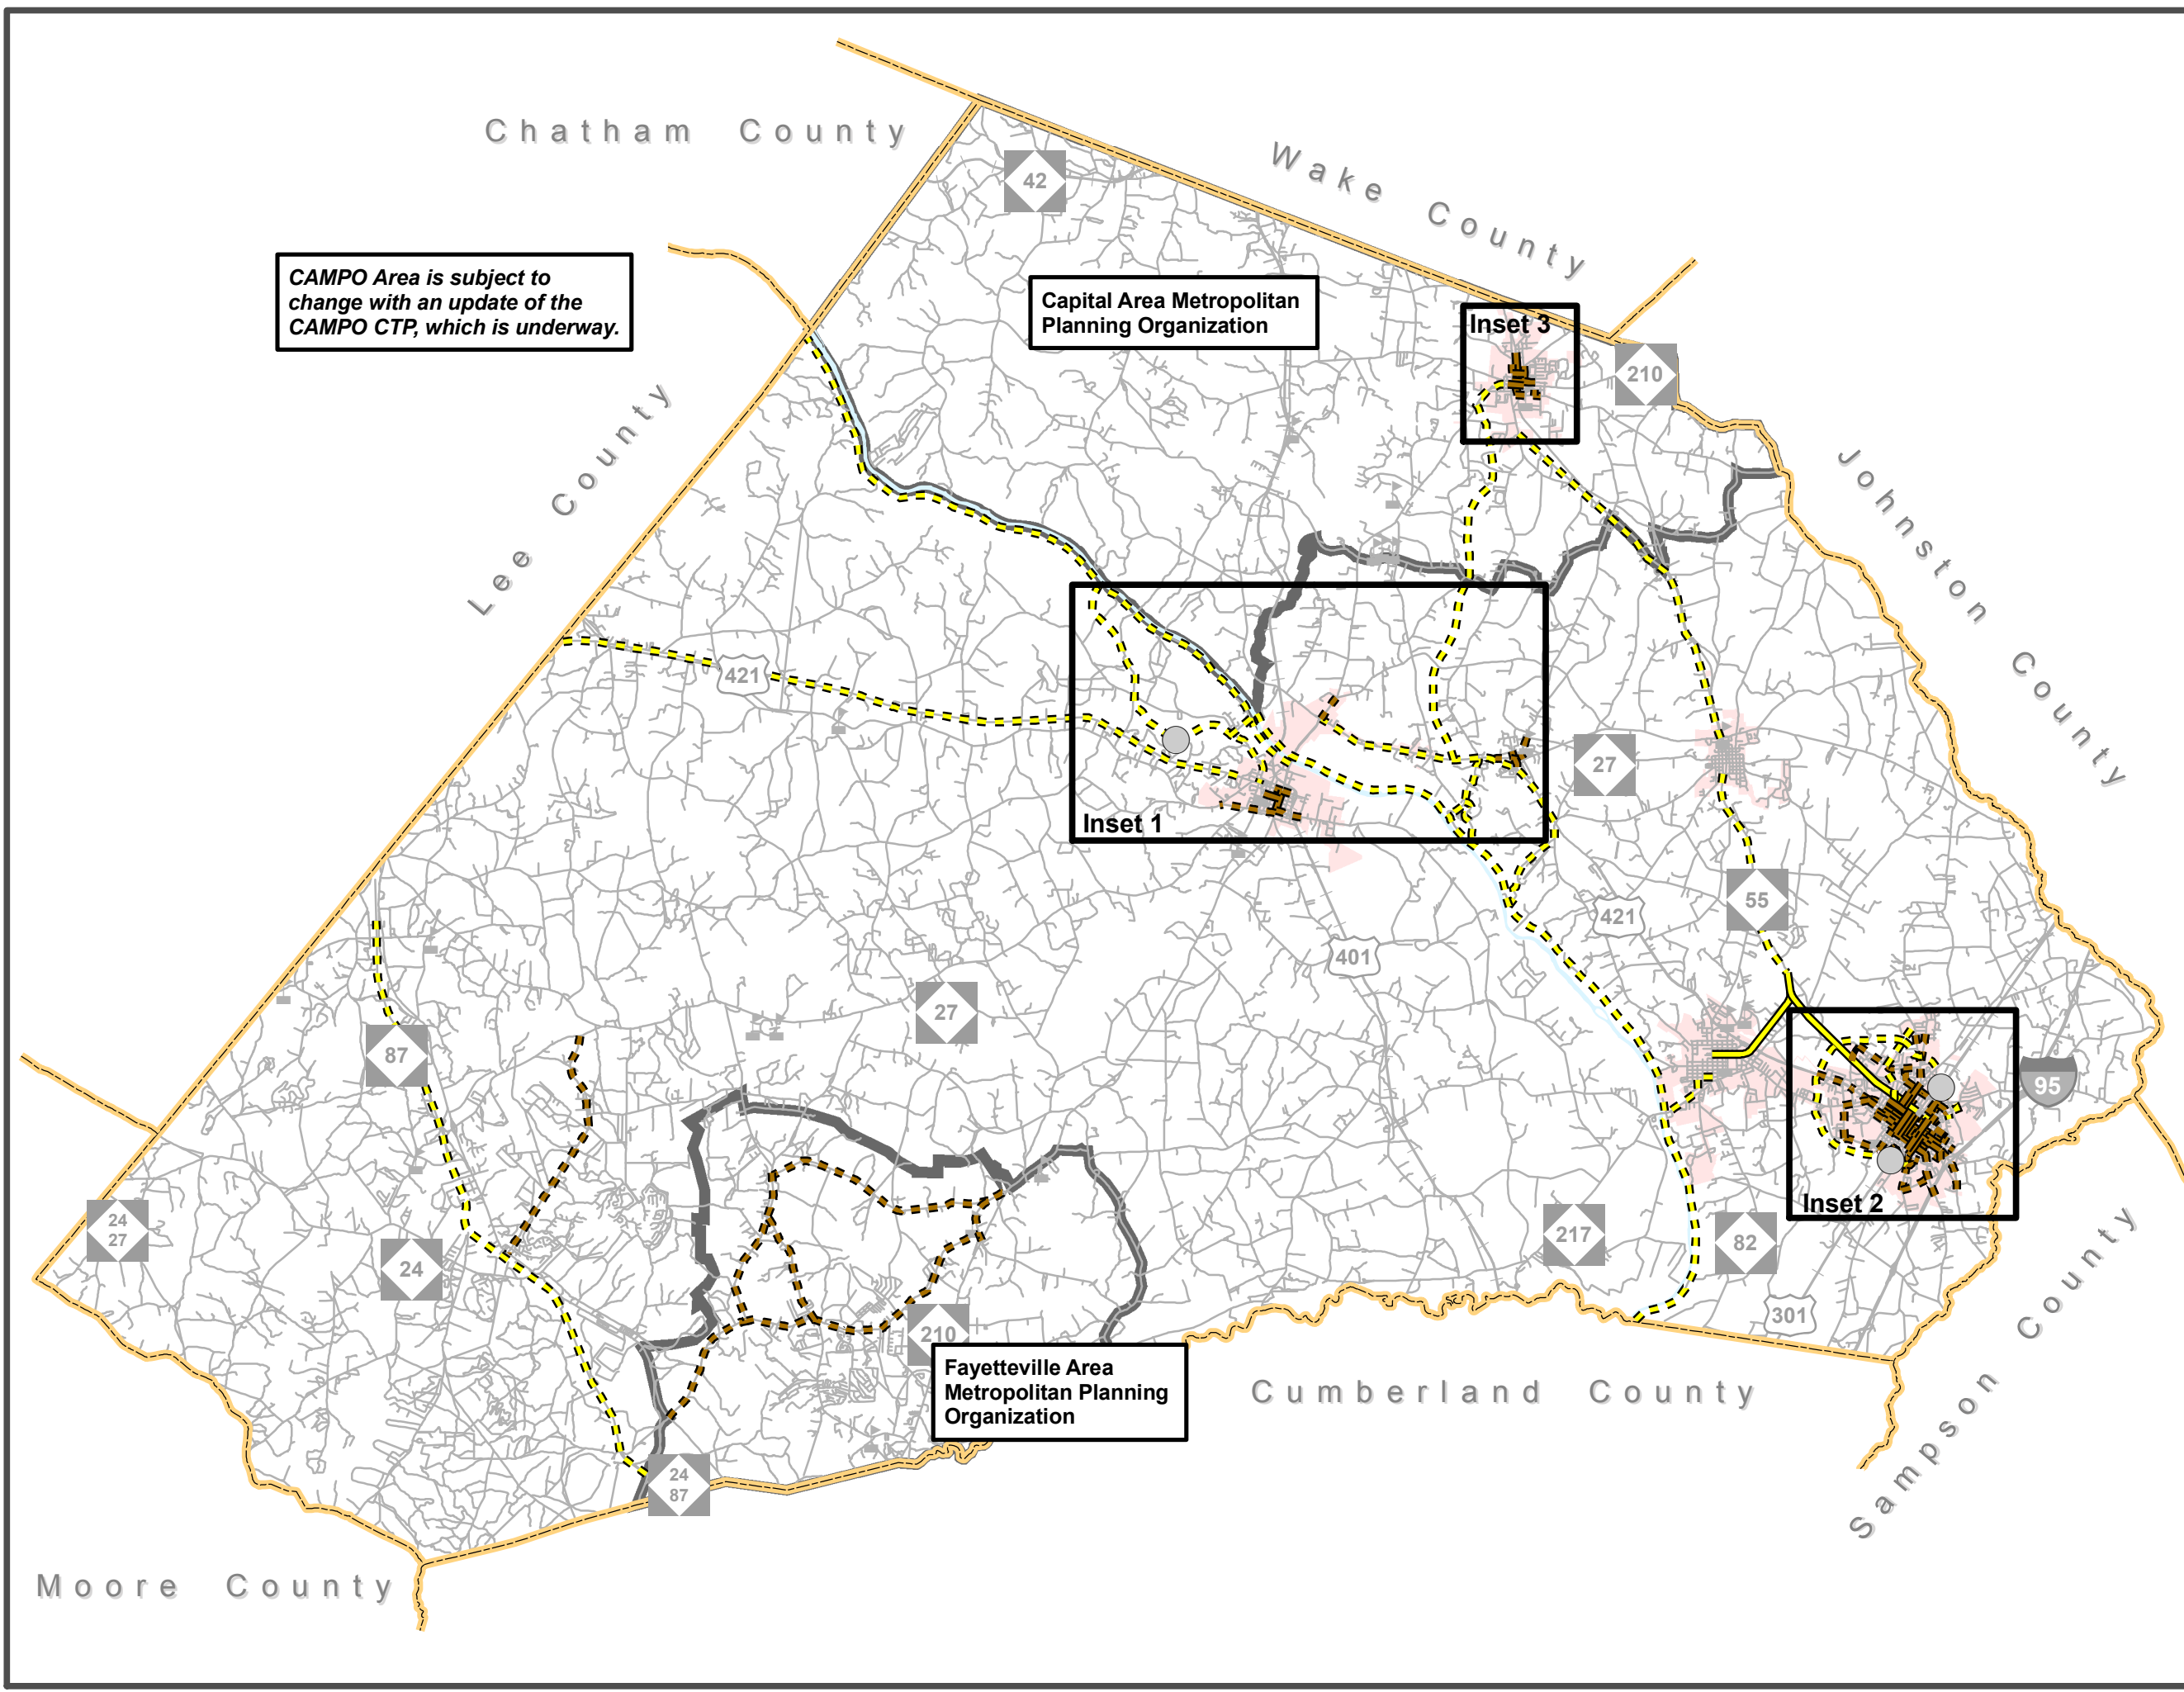 Chatham County
Wake County
42
CAMPO Area is subject to
change with an update of the
CAMPO CTP, which is underway.
Capital Area Metropolitan
Planning Organization
Inset 3
210
Lee County
Johnston County
421
27
Inset 1
55
421
401
27
87
95
Inset 2
24
27
24
217
82
210
301
Sampson County
Fayetteville Area
Metropolitan Planning
Organization
Cumberland County
24
87
Moore County